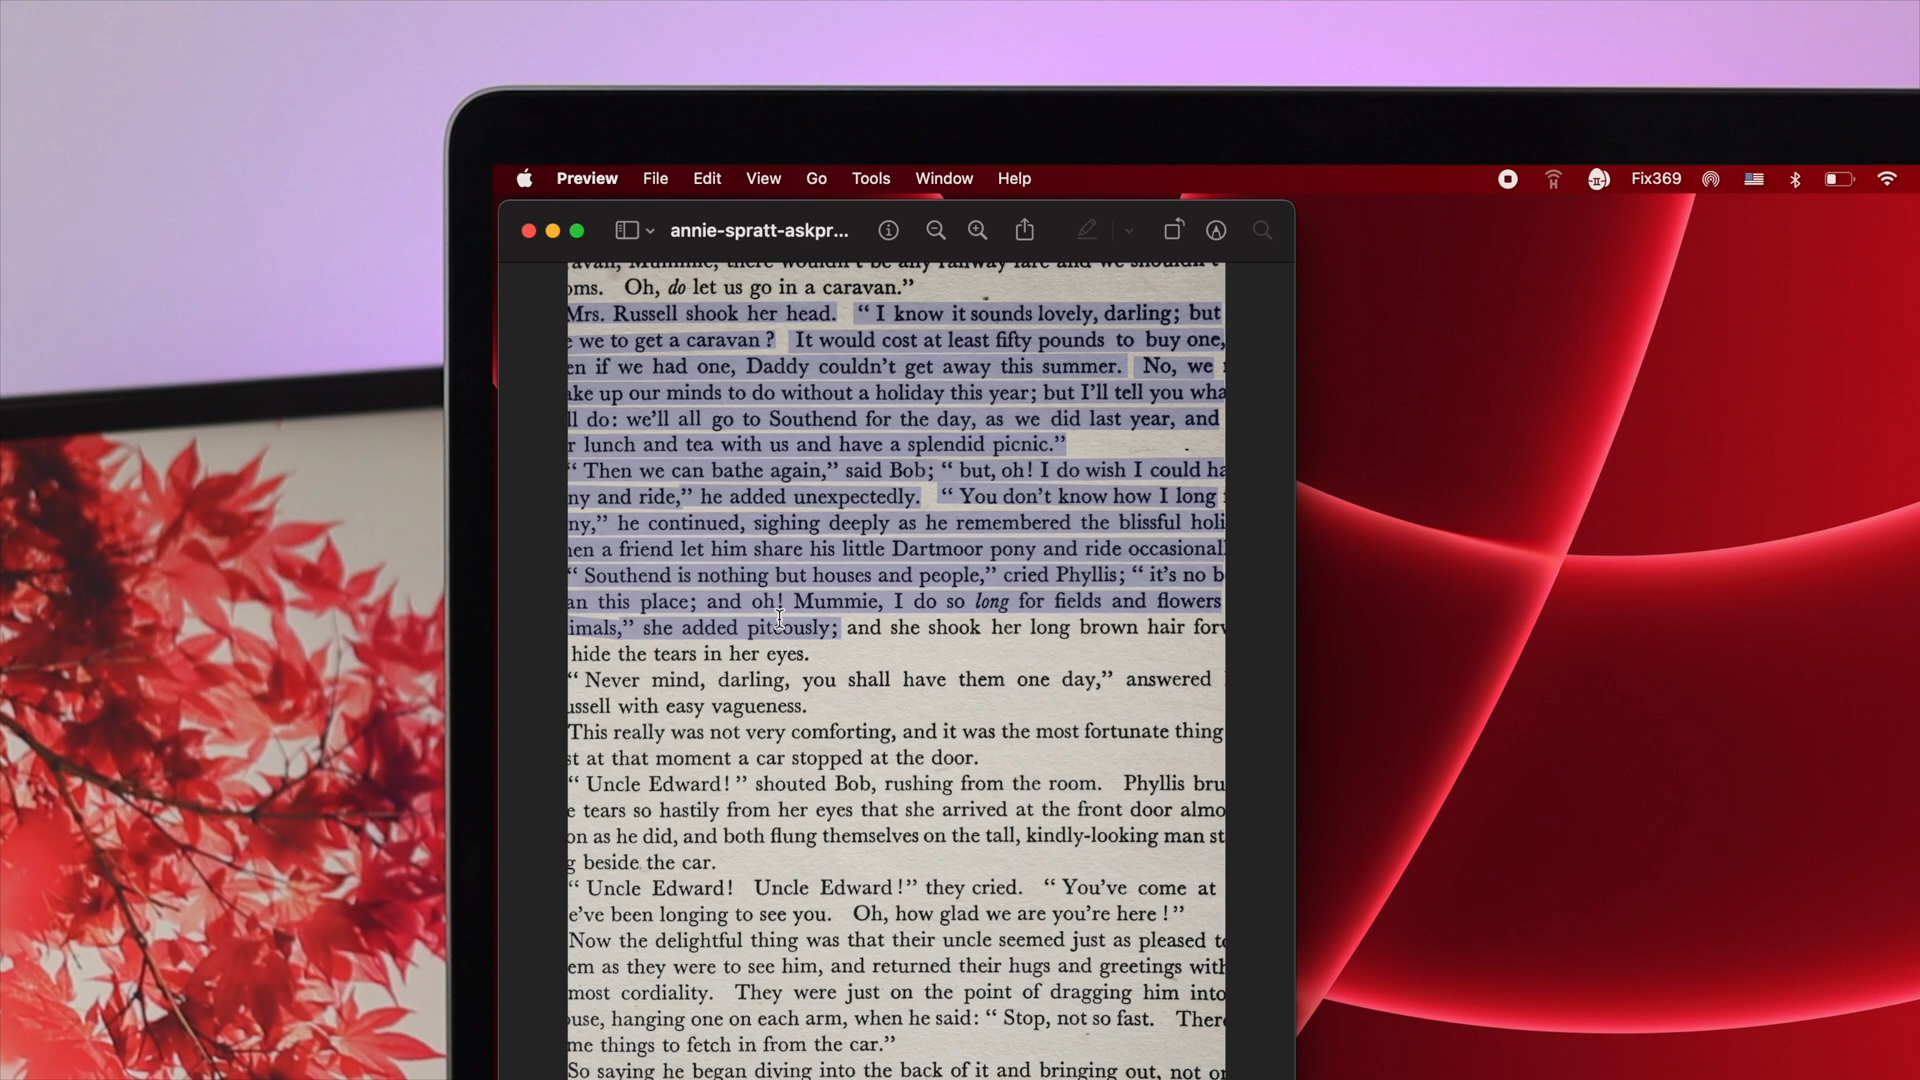 Preview File Edit View Go Tools Window Help Fix369
annie-spratt-askpr...
there wouldn't be any railway fare and we
oms. Oh, do let us go in a caravan.”
Mrs. Russell shook her head. “ I know it sounds lovely, darling; but
we to get a caravan ? It would cost at least fifty pounds to buy one,
en if we had one, Daddy couldn't get away this summer. No, we
ake up our minds to do without a holiday this year; but I'll tell you wha
ll do: we'll all go to Southend for the day, as we did last year, and
r lunch and tea with us and have a splendid picnic.”
“ Then we can bathe again,” said Bob; “ but, oh! I do wish I could ha
ny and ride,” he added unexpectedly. “ You don't know how I long
ny,” he continued, sighing deeply as he remembered the blissful holi
en a friend let him share his little Dartmoor pony and ride occasionall
“ Southend is nothing but houses and people,” cried Phyllis; “ it's no b
an this place; and oh! Mummie, I do so long for fields and flowers
imals,” she added piteously; and she shook her long brown hair forw
hide the tears in her eyes.
“ Never mind, darling, you shall have them one day,” answered
ussell with easy vagueness.
This really was not very comforting, and it was the most fortunate thing
st at that moment a car stopped at the door.
“ Uncle Edward! ” shouted Bob, rushing from the room. Phyllis bru
e tears so hastily from her eyes that she arrived at the front door almo
on as he did, and both flung themselves on the tall, kindly-looking man st
g beside the car.
“ Uncle Edward! Uncle Edward!” they cried. “ You've come at
e've been longing to see you. Oh, how glad we are you're here !”
Now the delightful thing was that their uncle seemed just as pleased to
em as they were to see him, and returned their hugs and greetings with
most cordiality. They were just on the point of dragging him into
ouse, hanging one on each arm, when he said: “ Stop, not so fast. There
me things to fetch in from the car.”
So saying he began diving into the back of it and bringing out, not on